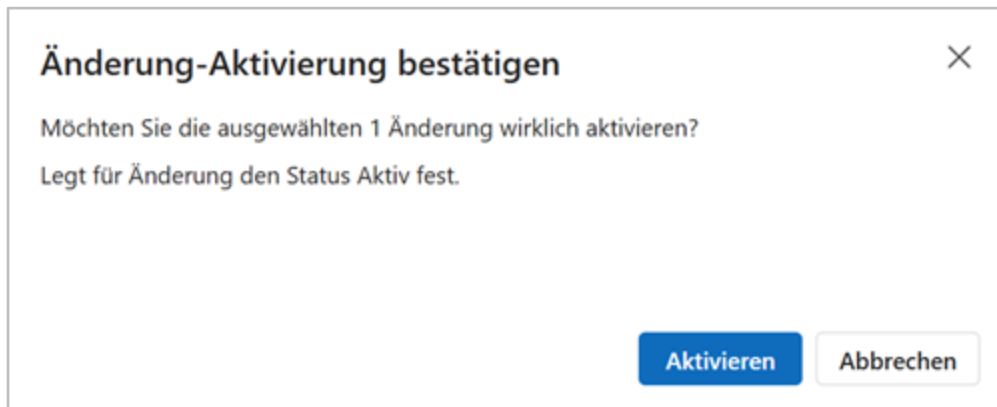 Änderung-Aktivierung bestätigen
Möchten Sie die ausgewählten 1 Änderung wirklich aktivieren?
Legt für Änderung den Status Aktiv fest.
Aktivieren
Abbrechen